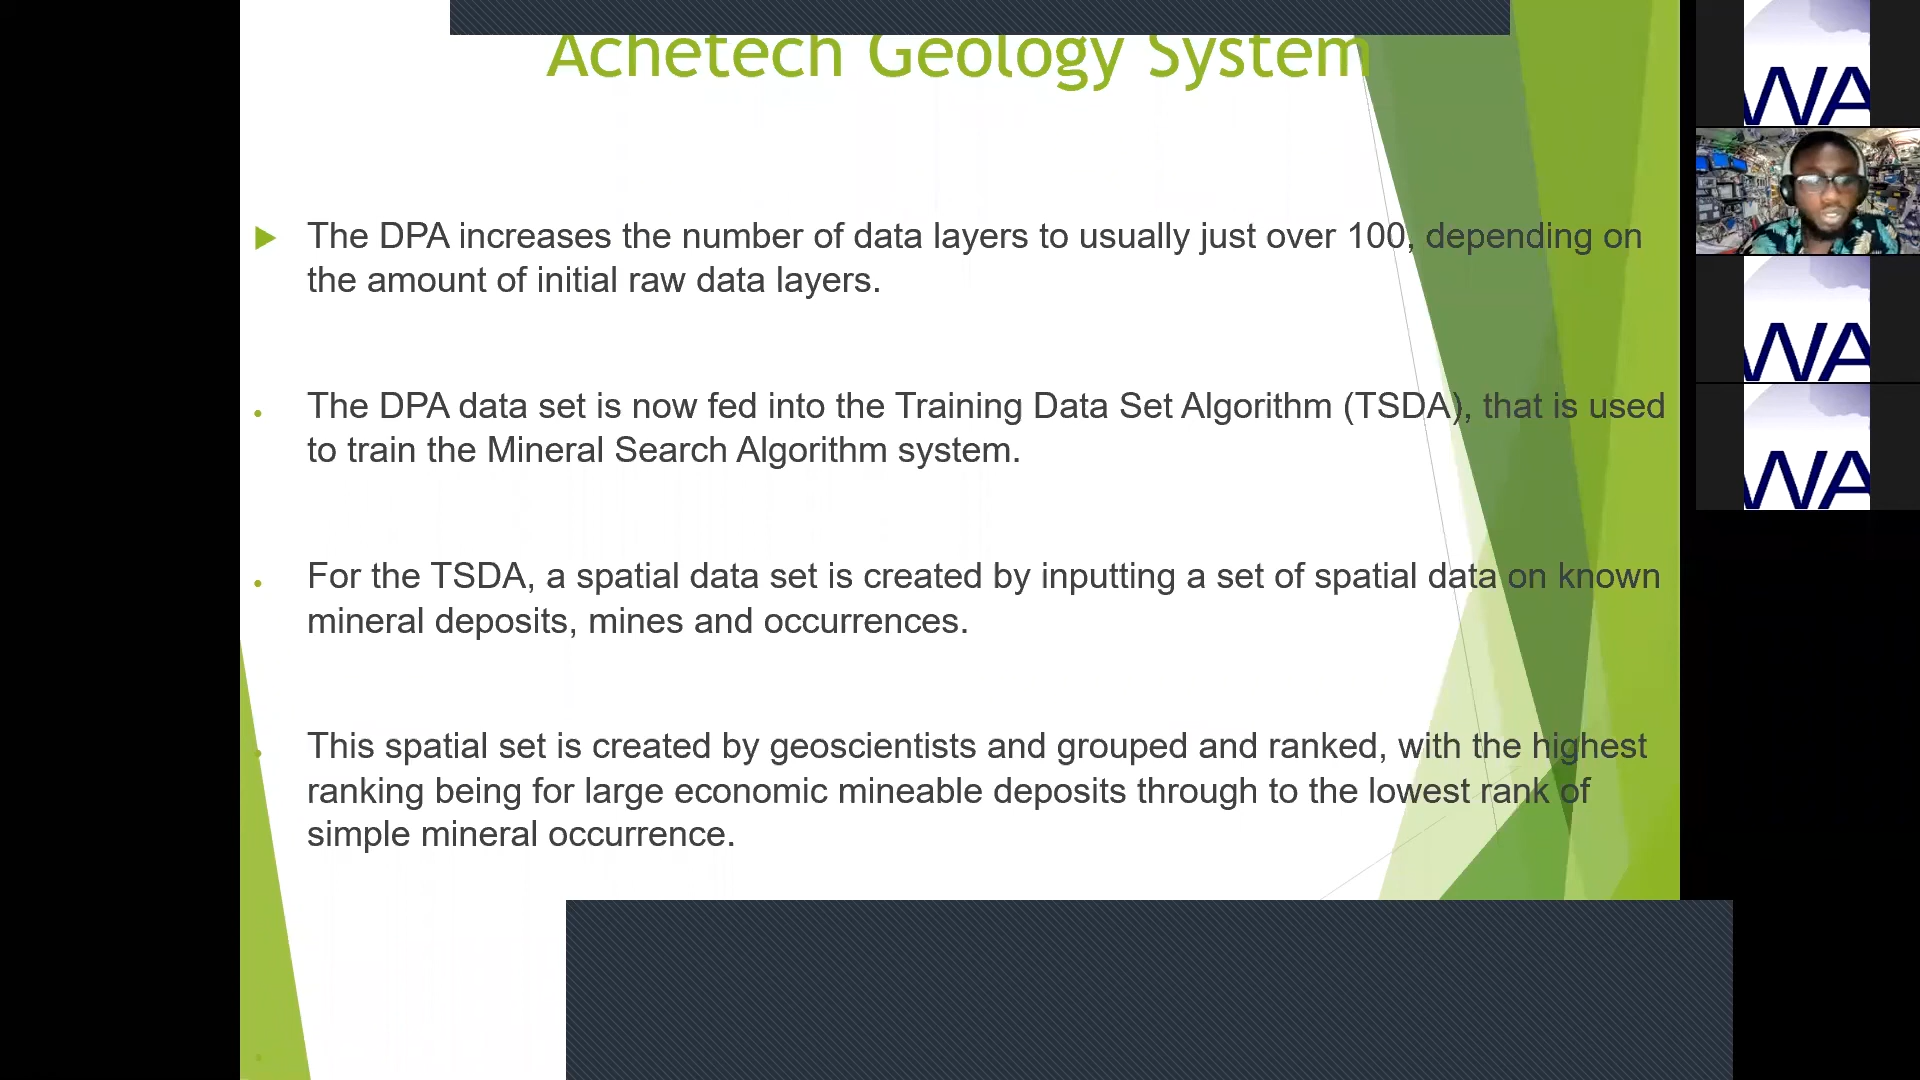 Achetech Geology System
The DPA increases the number of data layers to usually just over 100, depending on
the amount of initial raw data layers.
The DPA data set is now fed into the Training Data Set Algorithm (TSDA), that is used
to train the Mineral Search Algorithm system.
For the TSDA, a spatial data set is created by inputting a set of spatial data on known
mineral deposits, mines and occurrences.
This spatial set is created by geoscientists and grouped and ranked, with the highest
ranking being for large economic mineable deposits through to the lowest rank of
simple mineral occurrence.
WA
WA
WA